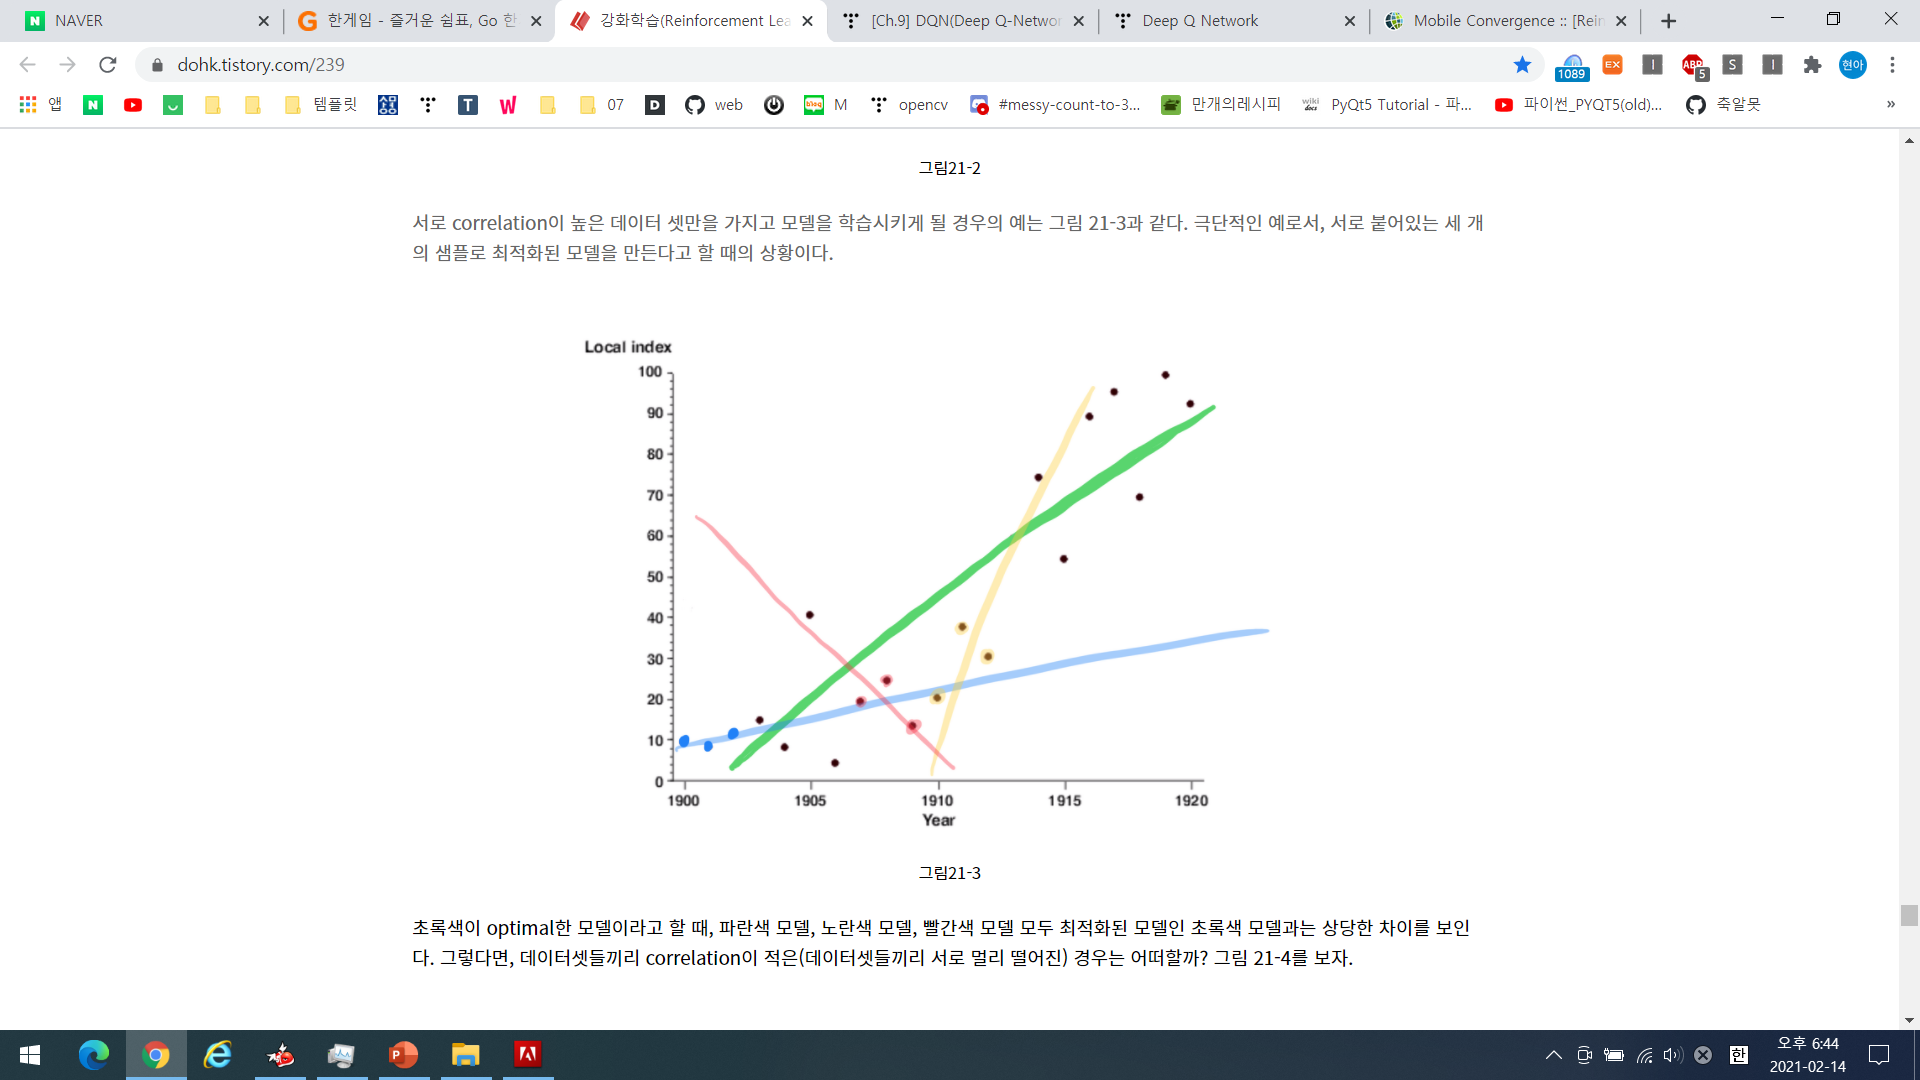 NAVER
한게임 - 즐거운 쉼표, Go 한
강화학습(Reinforcement Lea
[Ch.9] DQN(Deep Q-Networ
Deep Q Network
Mobile Convergence :: [Rein
dohk.tistory.com/239
1089
EX
ABP
5
S
현아
앱
템플릿
07
web
M
opencv
#messy-count-to-3...
만개의레시피
wiki docs
PyQt5 Tutorial - 파...
파이썬_PYQT5(old)...
축알못
»
그림21-2
서로 correlation이 높은 데이터 셋만을 가지고 모델을 학습시키게 될 경우의 예는 그림 21-3과 같다. 극단적인 예로서, 서로 붙어있는 세 개
의 샘플로 최적화된 모델을 만든다고 할 때의 상황이다.
Local index
100
90
80
70
60
50
40
30
20
10
0
1900 1905 1910 1915 1920
Year
그림21-3
초록색이 optimal한 모델이라고 할 때, 파란색 모델, 노란색 모델, 빨간색 모델 모두 최적화된 모델인 초록색 모델과는 상당한 차이를 보인
다. 그렇다면, 데이터셋들끼리 correlation이 적은(데이터셋들끼리 서로 멀리 떨어진) 경우는 어떠할까? 그림 21-4를 보자.
한
오후 6:44
2021-02-14